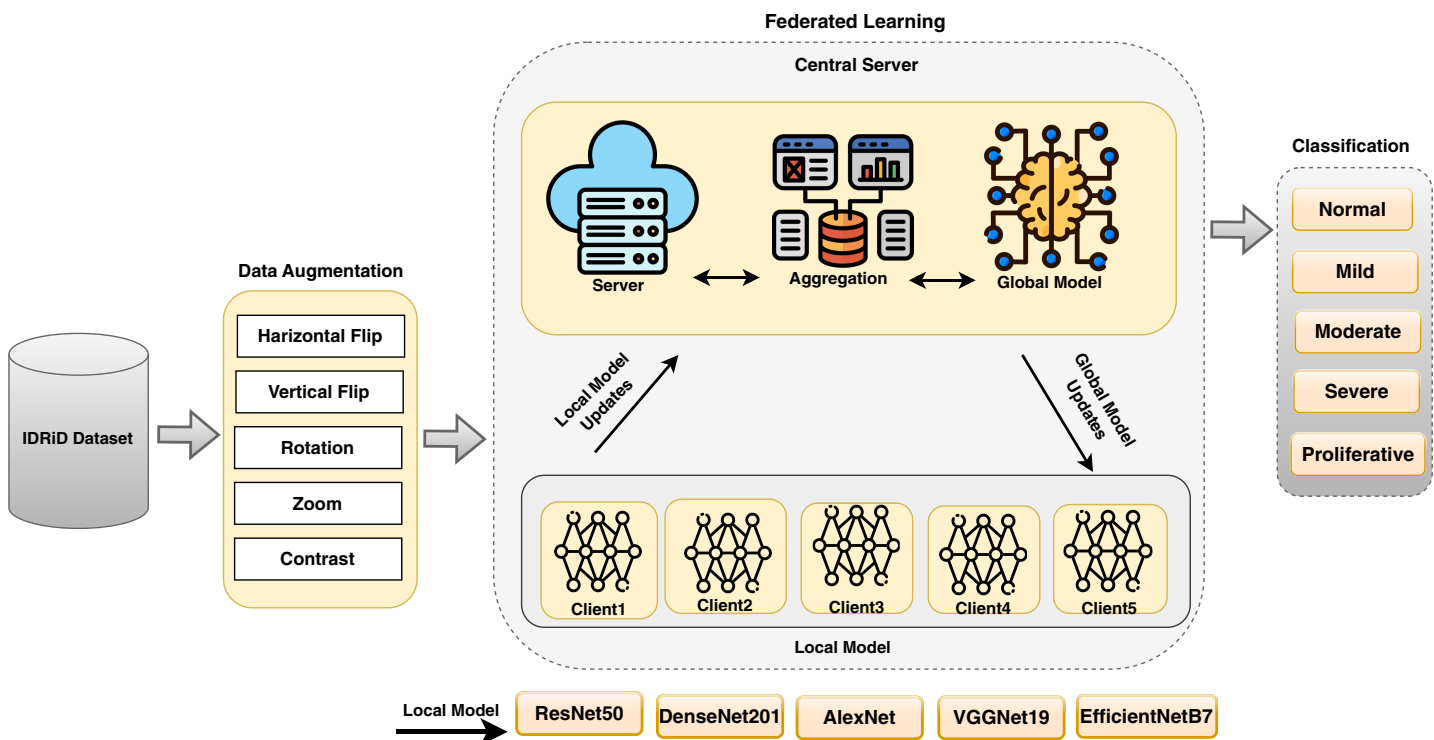 Federated Learning
Central Server
Server
Aggregation
Global Model
Classification
Normal
Mild
Moderate
Severe
Proliferative
Data Augmentation
Harizontal Flip
Vertical Flip
Rotation
Zoom
Contrast
IDRiD Dataset
Local Model
Updates
Global Model
Updates
Client1
Client2
Client3
Client4
Client5
Local Model
Local Model
ResNet50
DenseNet201
AlexNet
VGGNet19
EfficientNetB7